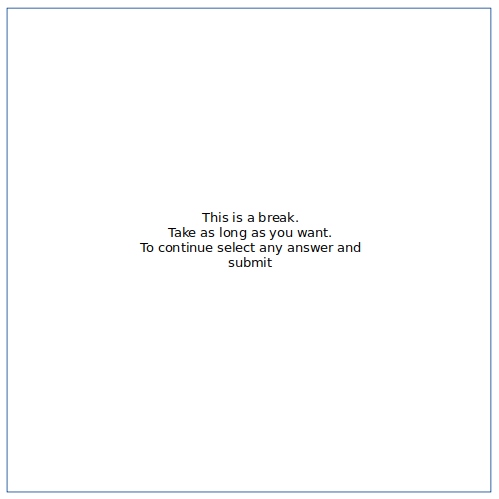 This is a break.
Take as long as you want.
To continue select any answer and
submit